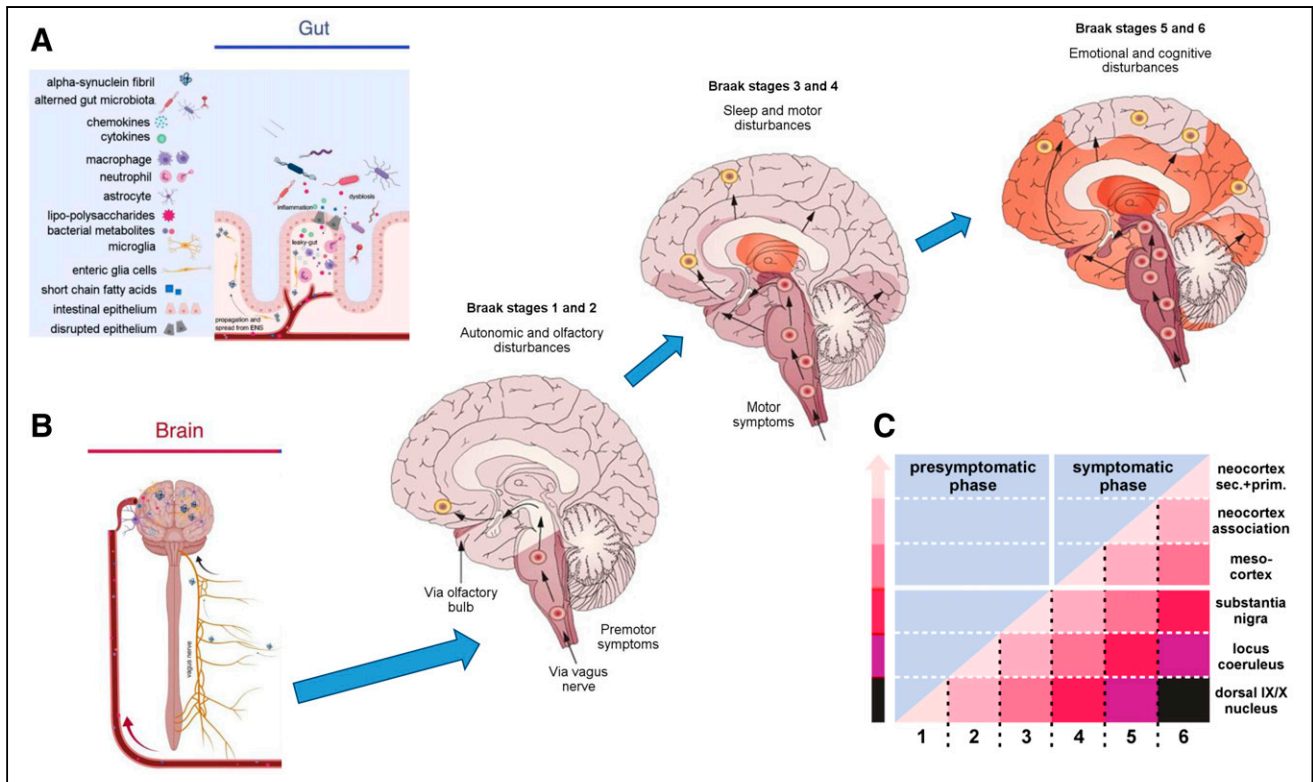 A
Gut
alpha-synuclein fibril
alterned gut microbiota
chemokines
cytokines
macrophage
neutrophil
astrocyte
lipo-polysaccharides
bacterial metabolites
microglia
enteric glia cells
short chain fatty acids
intestinal epithelium
disrupted epithelium
inflammation
dysbiosis
leaky-gut
propagation and
spread from ENS
B
Brain
vagus nerve
Braak stages 1 and 2
Autonomic and olfactory
disturbances
Via olfactory
bulb
Premotor
symptoms
Via vagus
nerve
Braak stages 3 and 4
Sleep and motor
disturbances
Motor
symptoms
Braak stages 5 and 6
Emotional and cognitive
disturbances
C
presymptomatic
phase
symptomatic
phase
neocortex
sec.+prim.
neocortex
association
meso-
cortex
substantia
nigra
locus
coeruleus
dorsal IX/X
nucleus
1 2 3 4 5 6